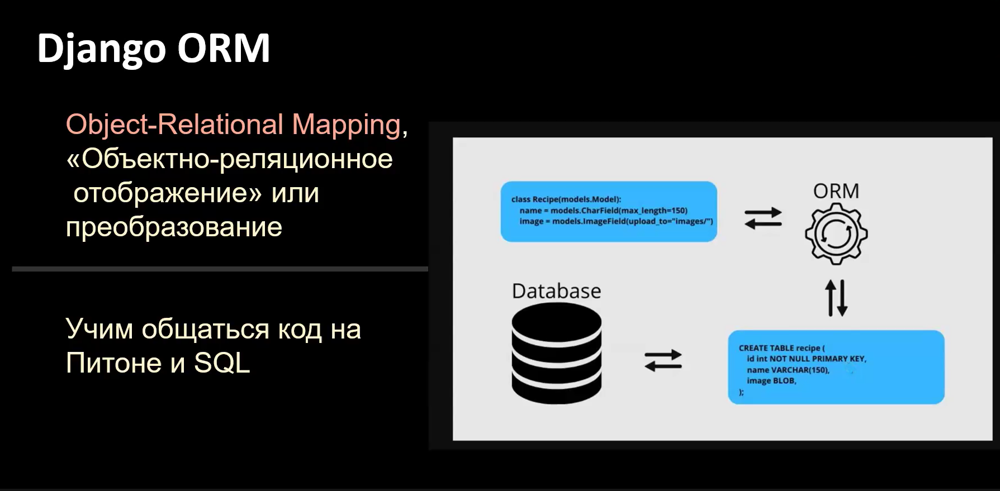 Django ORM
Object-Relational Mapping,
«Объектно-реляционное
отображение» или
преобразование
Учим общаться код на
Питоне и SQL
class Recipe(models.Model):
name = models.CharField(max_length=150)
image = models.ImageField(upload_to="images/")
ORM
Database
CREATE TABLE recipe (
id int NOT NULL PRIMARY KEY,
name VARCHAR(150),
image BLOB,
);